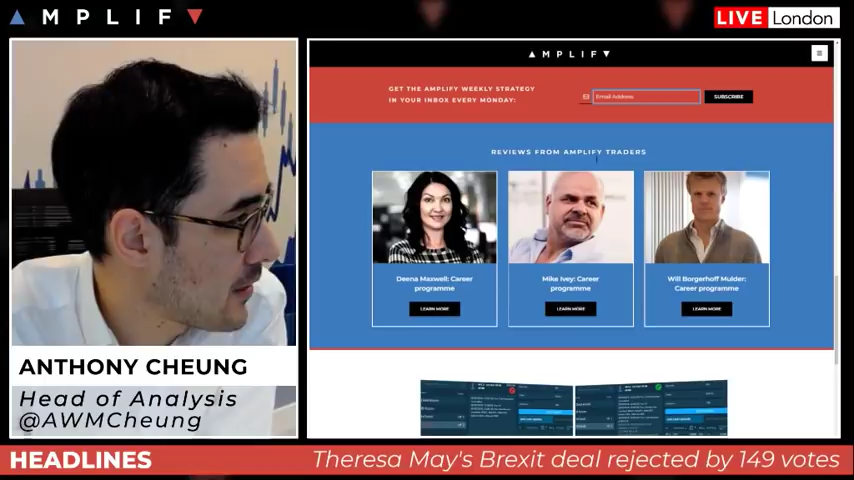 AMPLIFY
LIVE London
AMPLIFY
GET THE AMPLIFY WEEKLY STRATEGY
IN YOUR INBOX EVERY MONDAY:
Email Address
SUBSCRIBE
REVIEWS FROM AMPLIFY TRADERS
Deena Maxwell: Career
programme
LEARN MORE
Mike Ivey: Career
programme
LEARN MORE
Will Borgerhoff Mulder:
Career programme
LEARN MORE
ANTHONY CHEUNG
Head of Analysis
@AWMCheung
HEADLINES
Theresa May's Brexit deal rejected by 149 votes